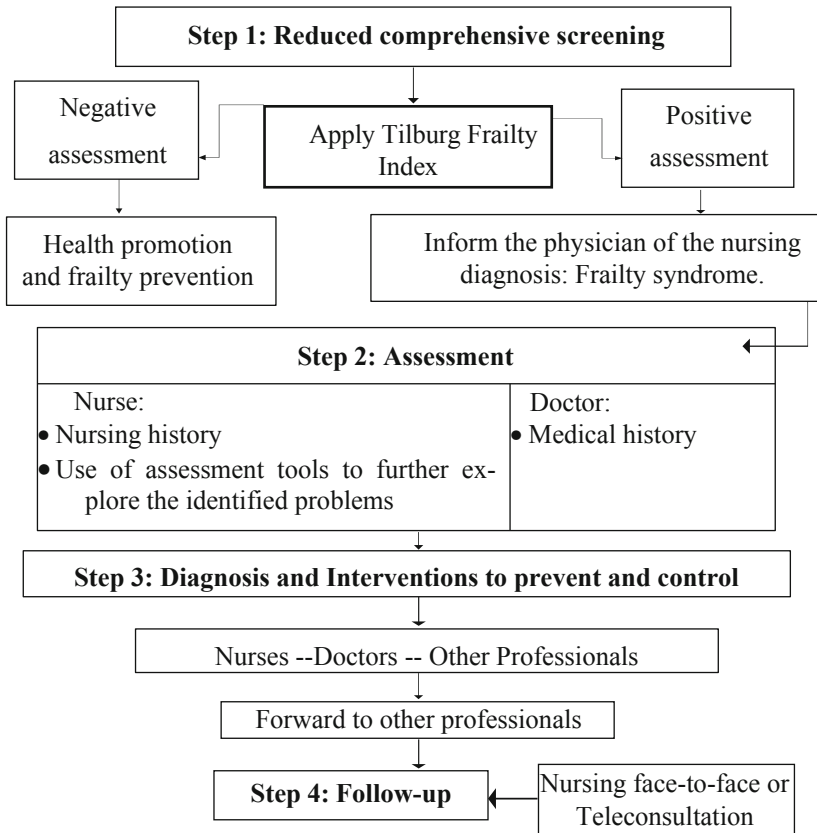 Step 1: Reduced comprehensive screening
Negative
assessment
Apply Tilburg Frailty
Index
Positive
assessment
Health promotion
and frailty prevention
Inform the physician of the nursing
diagnosis: Frailty syndrome.
Step 2: Assessment
Nurse:
• Nursing history
• Use of assessment tools to further ex-
plore the identified problems
Doctor:
• Medical history
Step 3: Diagnosis and Interventions to prevent and control
Nurses --Doctors -- Other Professionals
Forward to other professionals
Step 4: Follow-up
Nursing face-to-face or
Teleconsultation